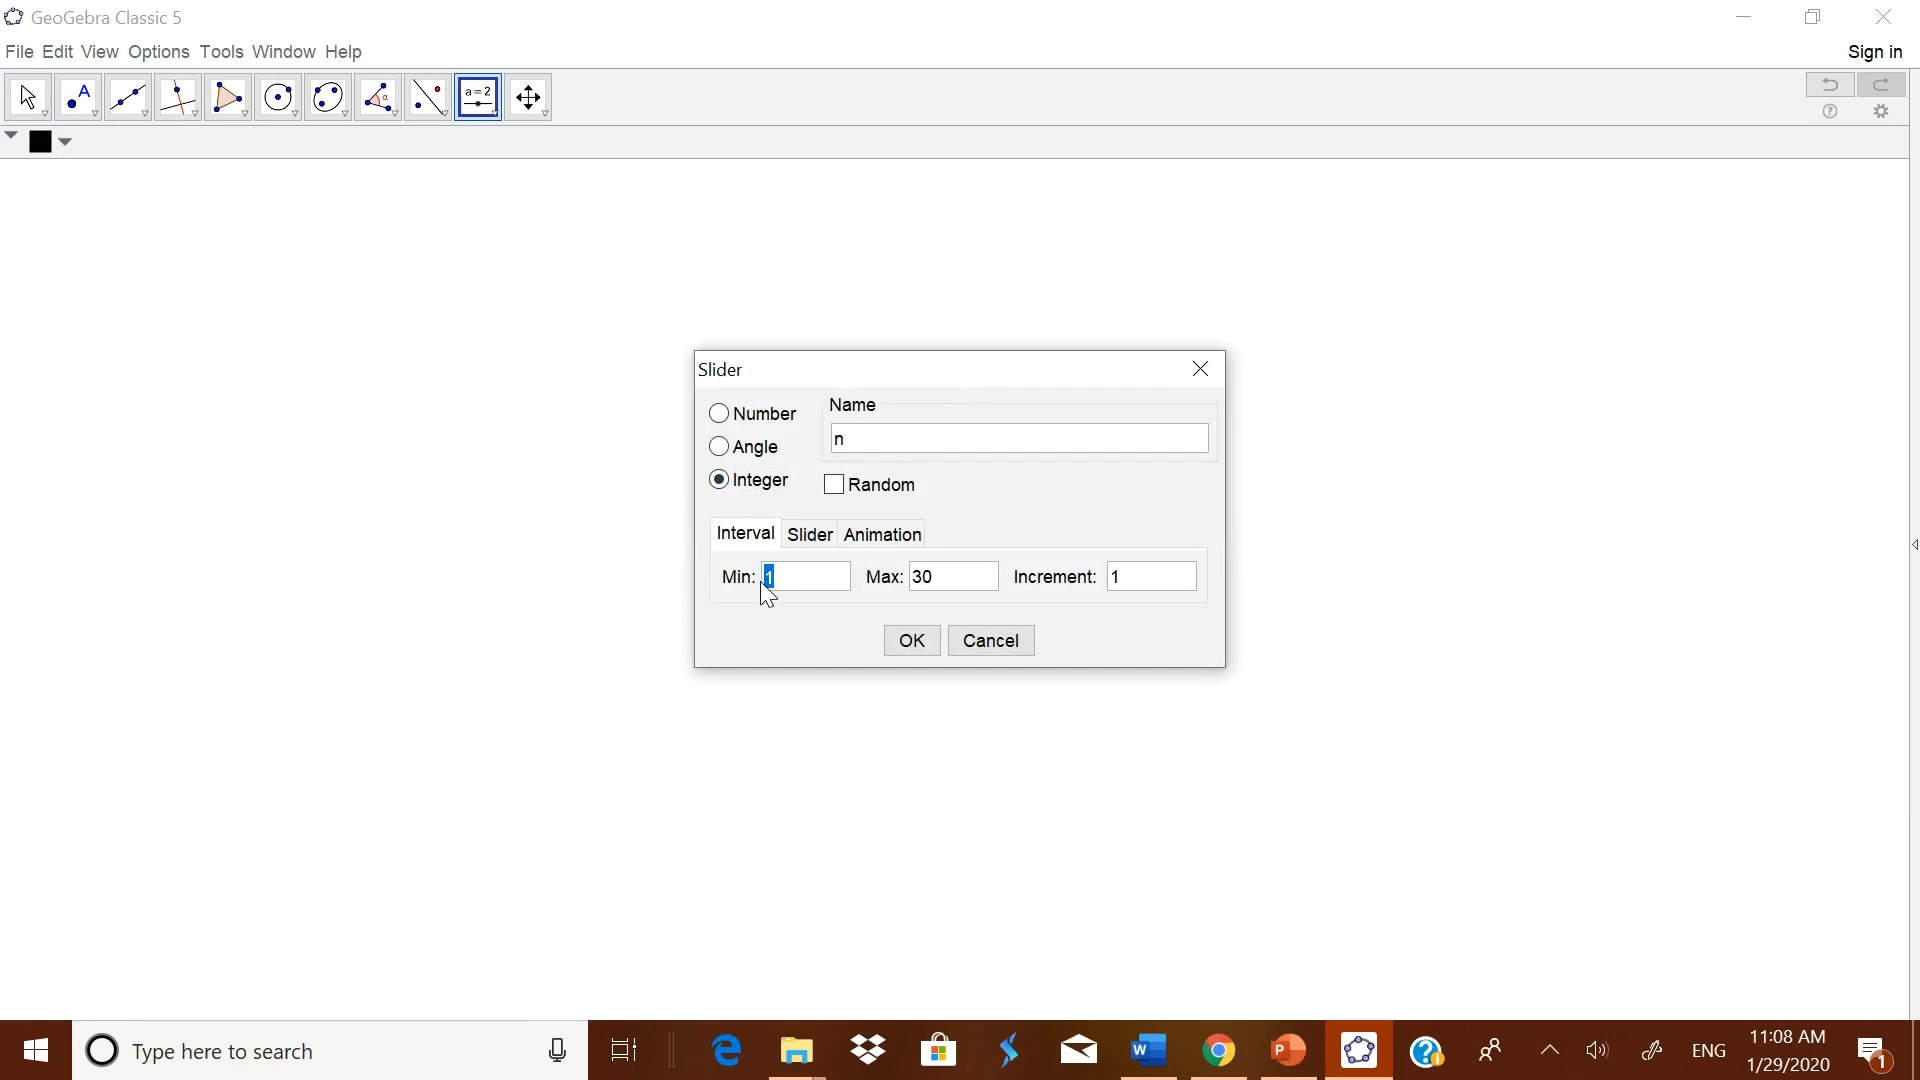 GeoGebra Classic 5
File Edit View Options Tools Window Help
Sign in
A
α
a=2
Slider
Number
Angle
Integer
Name
n
Random
Interval Slider Animation
Min: 1 Max: 30 Increment: 1
OK Cancel
Type here to search
ENG
11:08 AM
1/29/2020
1